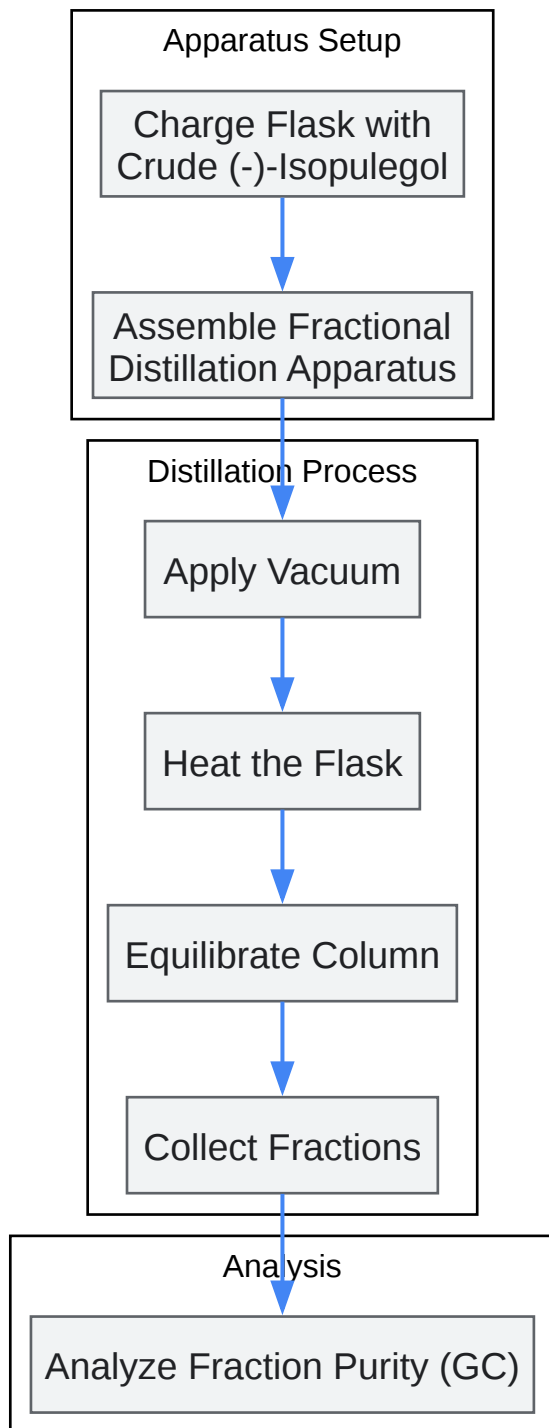 Apparatus Setup
Charge Flask with
Crude (-)-Isopulegol
Assemble Fractional
Distillation Apparatus
Distillation Process
Apply Vacuum
Heat the Flask
Equilibrate Column
Collect Fractions
Analysis
Analyze Fraction Purity (GC)